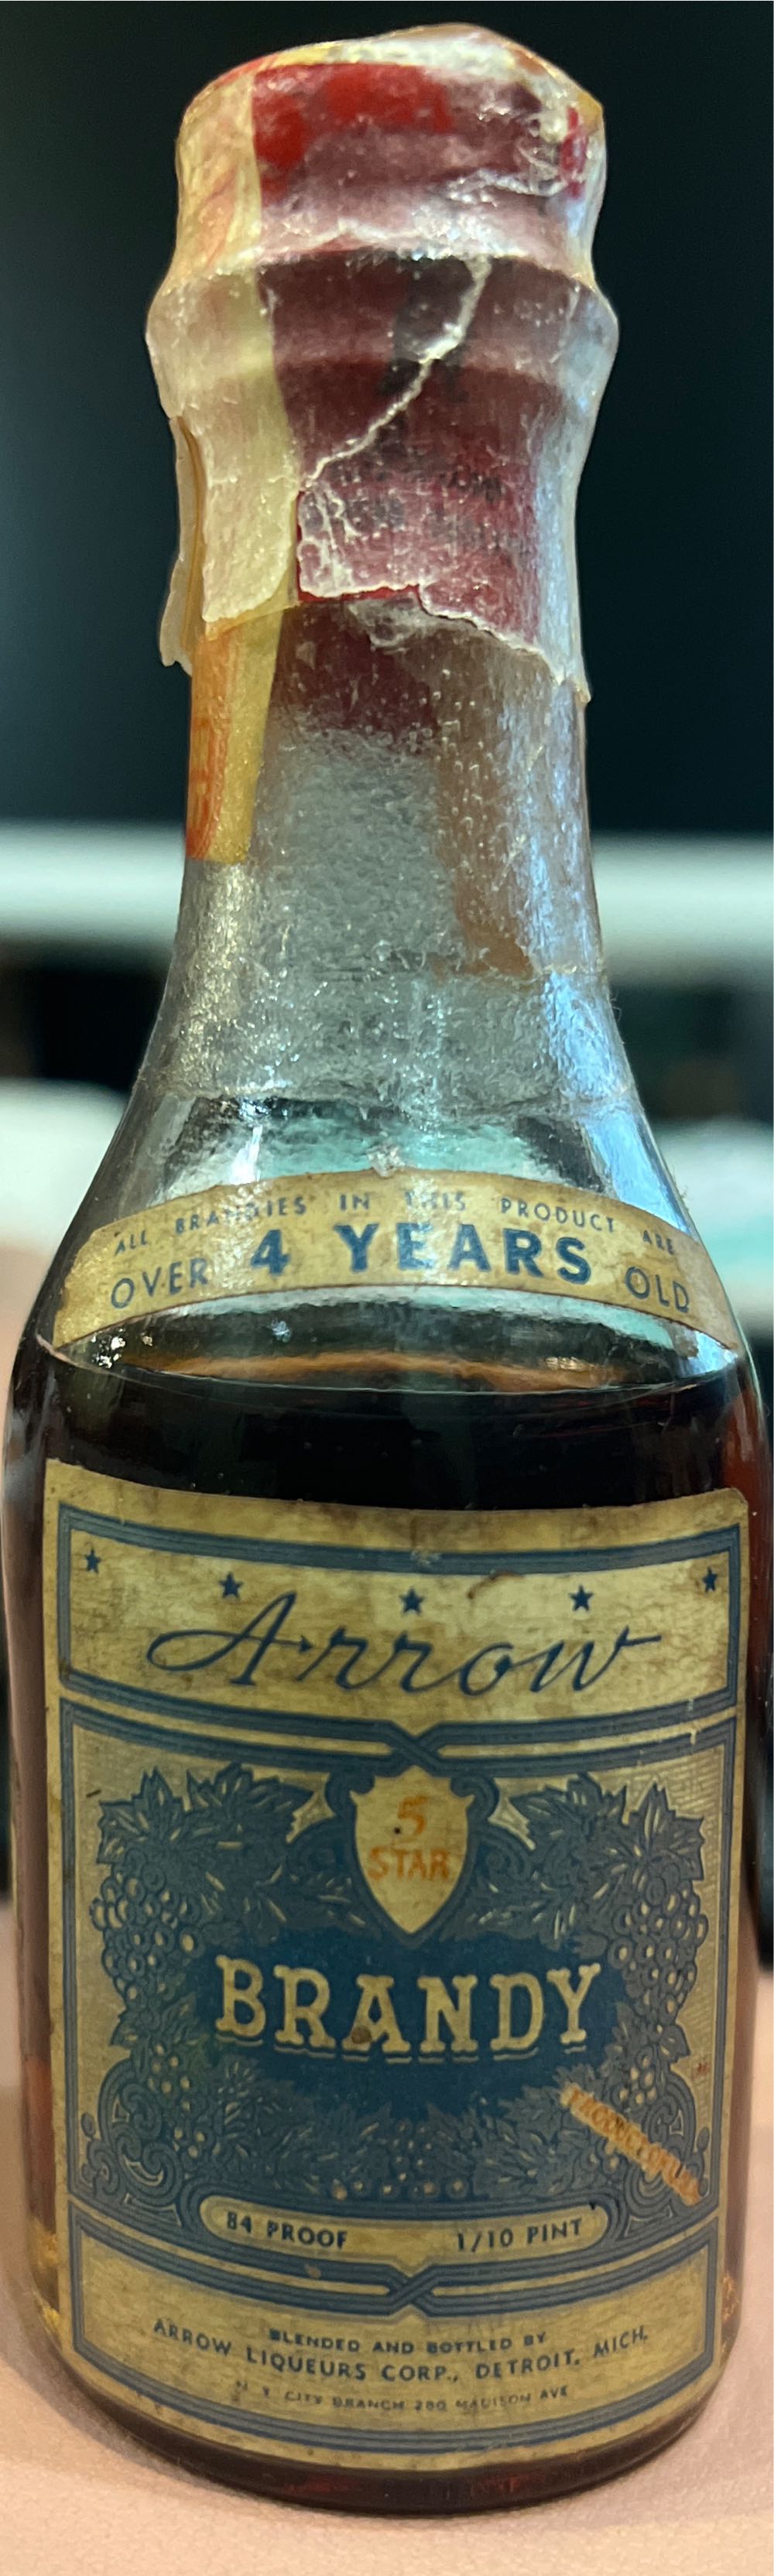 ALL BRANDIES IN THIS PRODUCT ARE
OVER 4 YEARS OLD
Arrow
5
STAR
BRANDY
84 PROOF 1/10 PINT
BLENDED AND BOTTLED BY
ARROW LIQUEURS CORP., DETROIT, MICH.
N. Y. CITY BRANCH 280 MADISON AVE